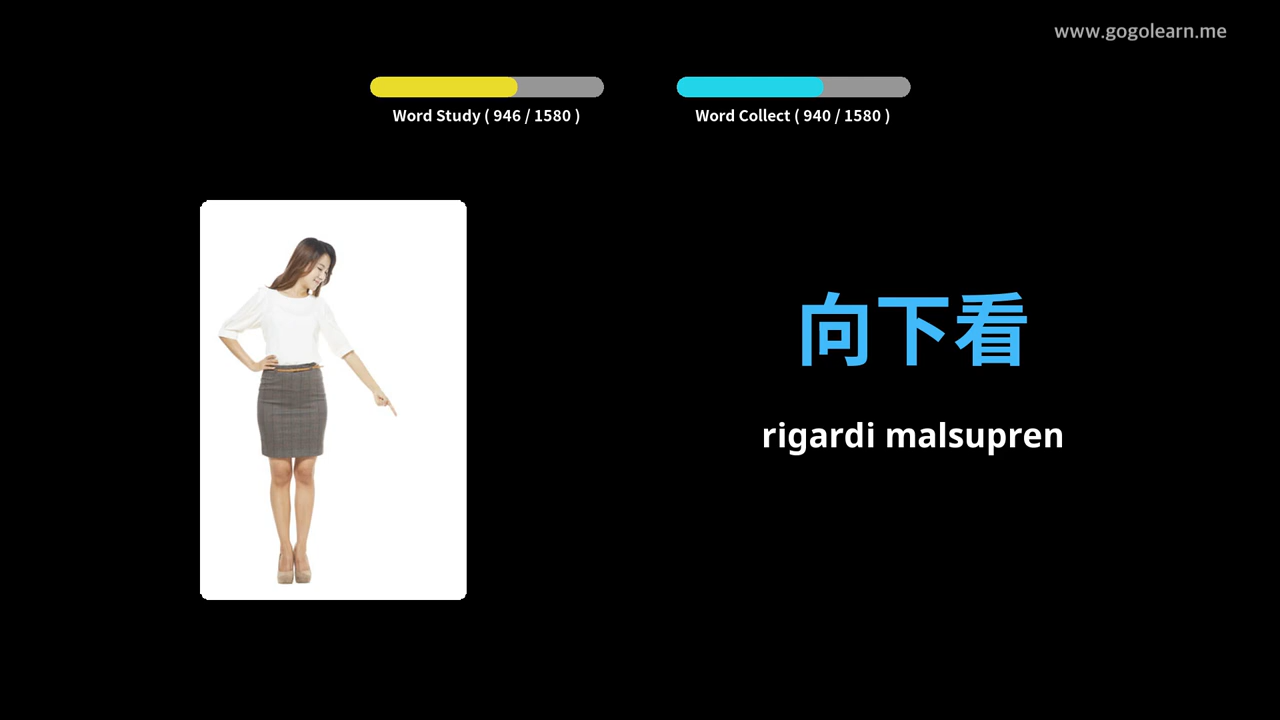 www.gogolearn.me
Word Study ( 946 / 1580 )
Word Collect ( 940 / 1580 )
向下看
rigardi malsupren